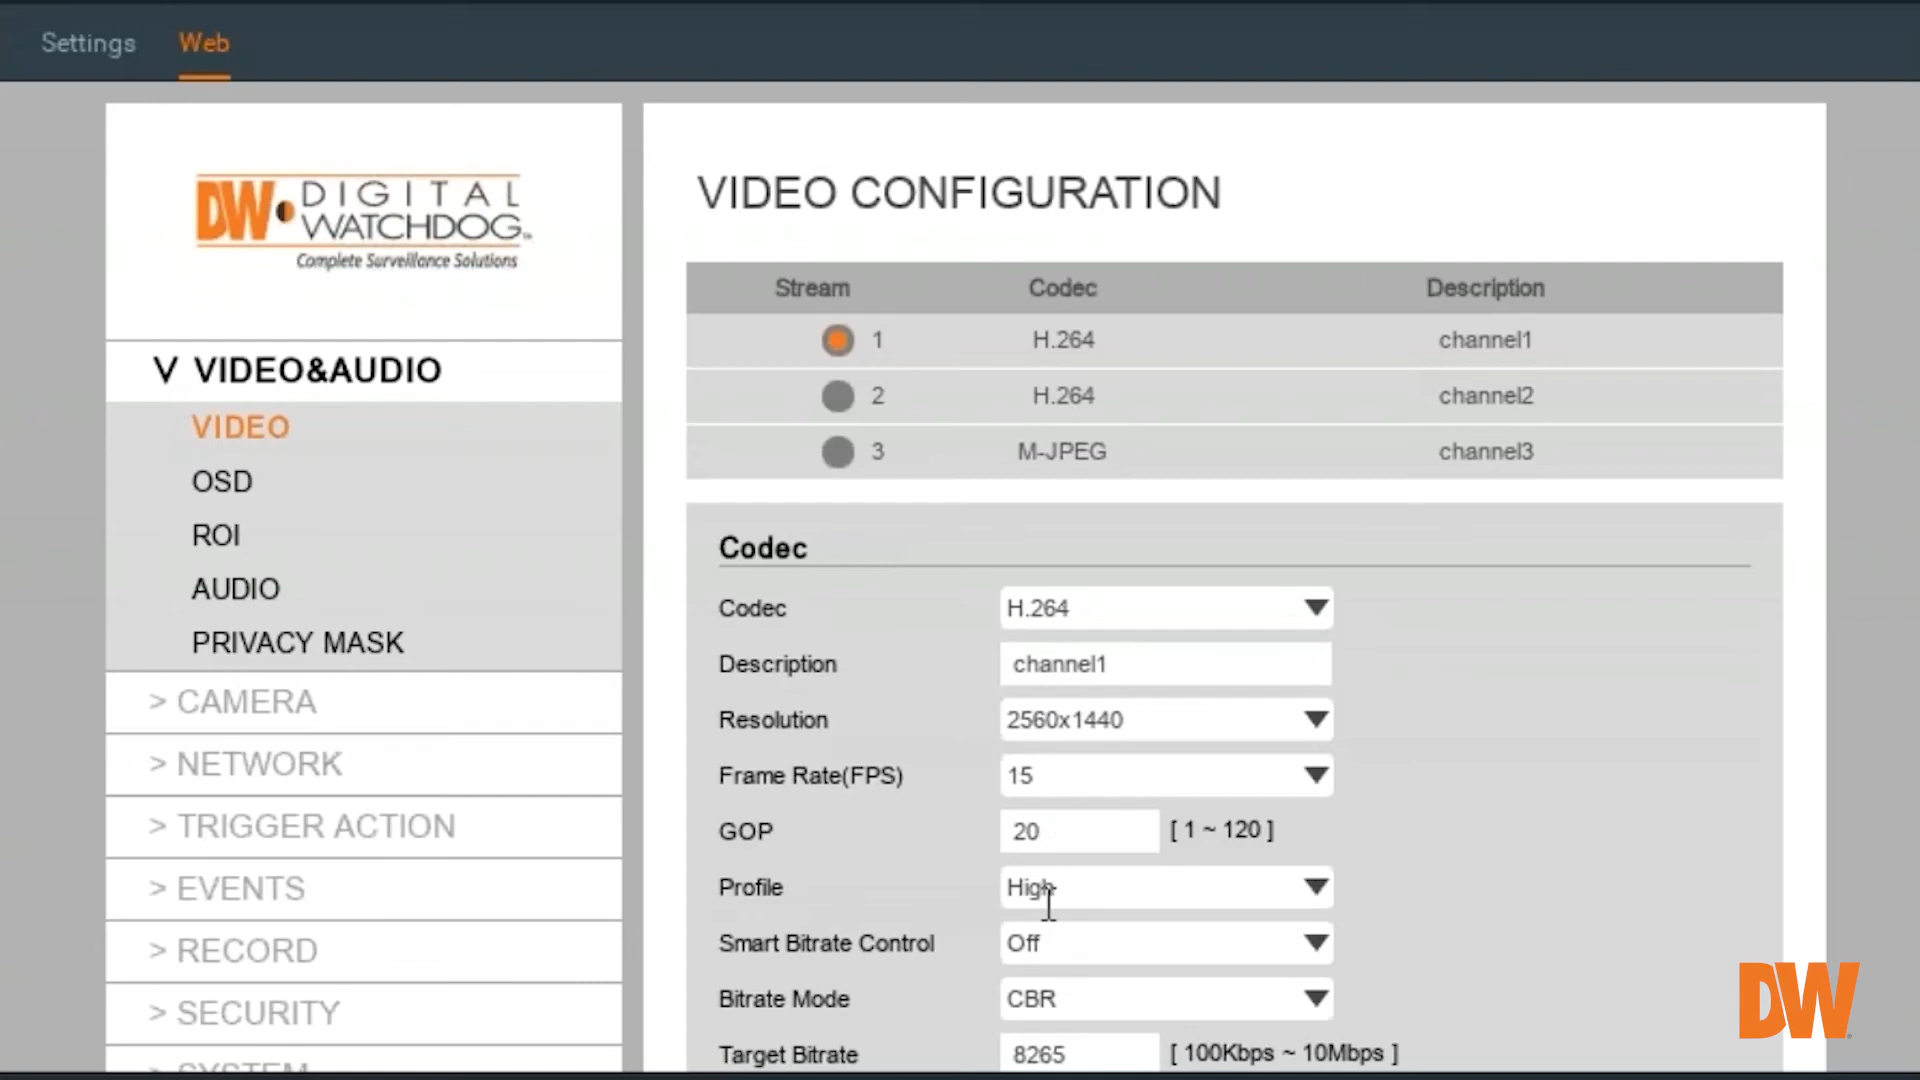 Settings Web
DW DIGITAL
WATCHDOG™
Complete Surveillance Solutions
V VIDEO&AUDIO
VIDEO
OSD
ROI
AUDIO
PRIVACY MASK
> CAMERA
> NETWORK
> TRIGGER ACTION
> EVENTS
> RECORD
> SECURITY
> SYSTEM
VIDEO CONFIGURATION
Stream Codec Description
1 H.264 channel1
2 H.264 channel2
3 M-JPEG channel3
Codec
Codec H.264
Description channel1
Resolution 2560x1440
Frame Rate(FPS) 15
GOP 20 [ 1 ~ 120 ]
Profile High
Smart Bitrate Control Off
Bitrate Mode CBR
Target Bitrate 8265 [ 100Kbps ~ 10Mbps ]
DW